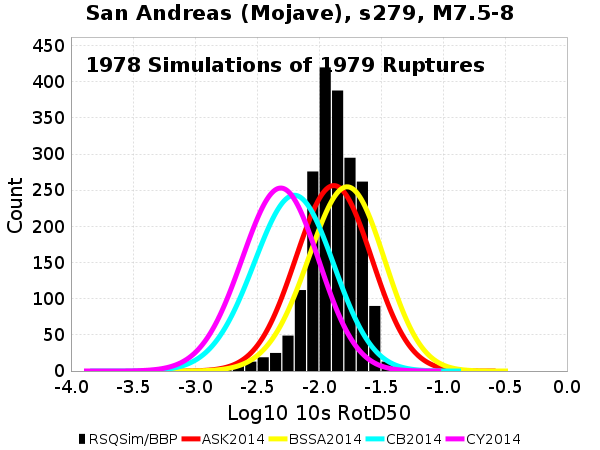 San Andreas (Mojave), s279, M7.5-8
1978 Simulations of 1979 Ruptures
Count
450
400
350
300
250
200
150
100
50
0
-4.0 -3.5 -3.0 -2.5 -2.0 -1.5 -1.0 -0.5 0.0
Log10 10s RotD50
RSQSim/BBP ASK2014 BSSA2014 CB2014 CY2014